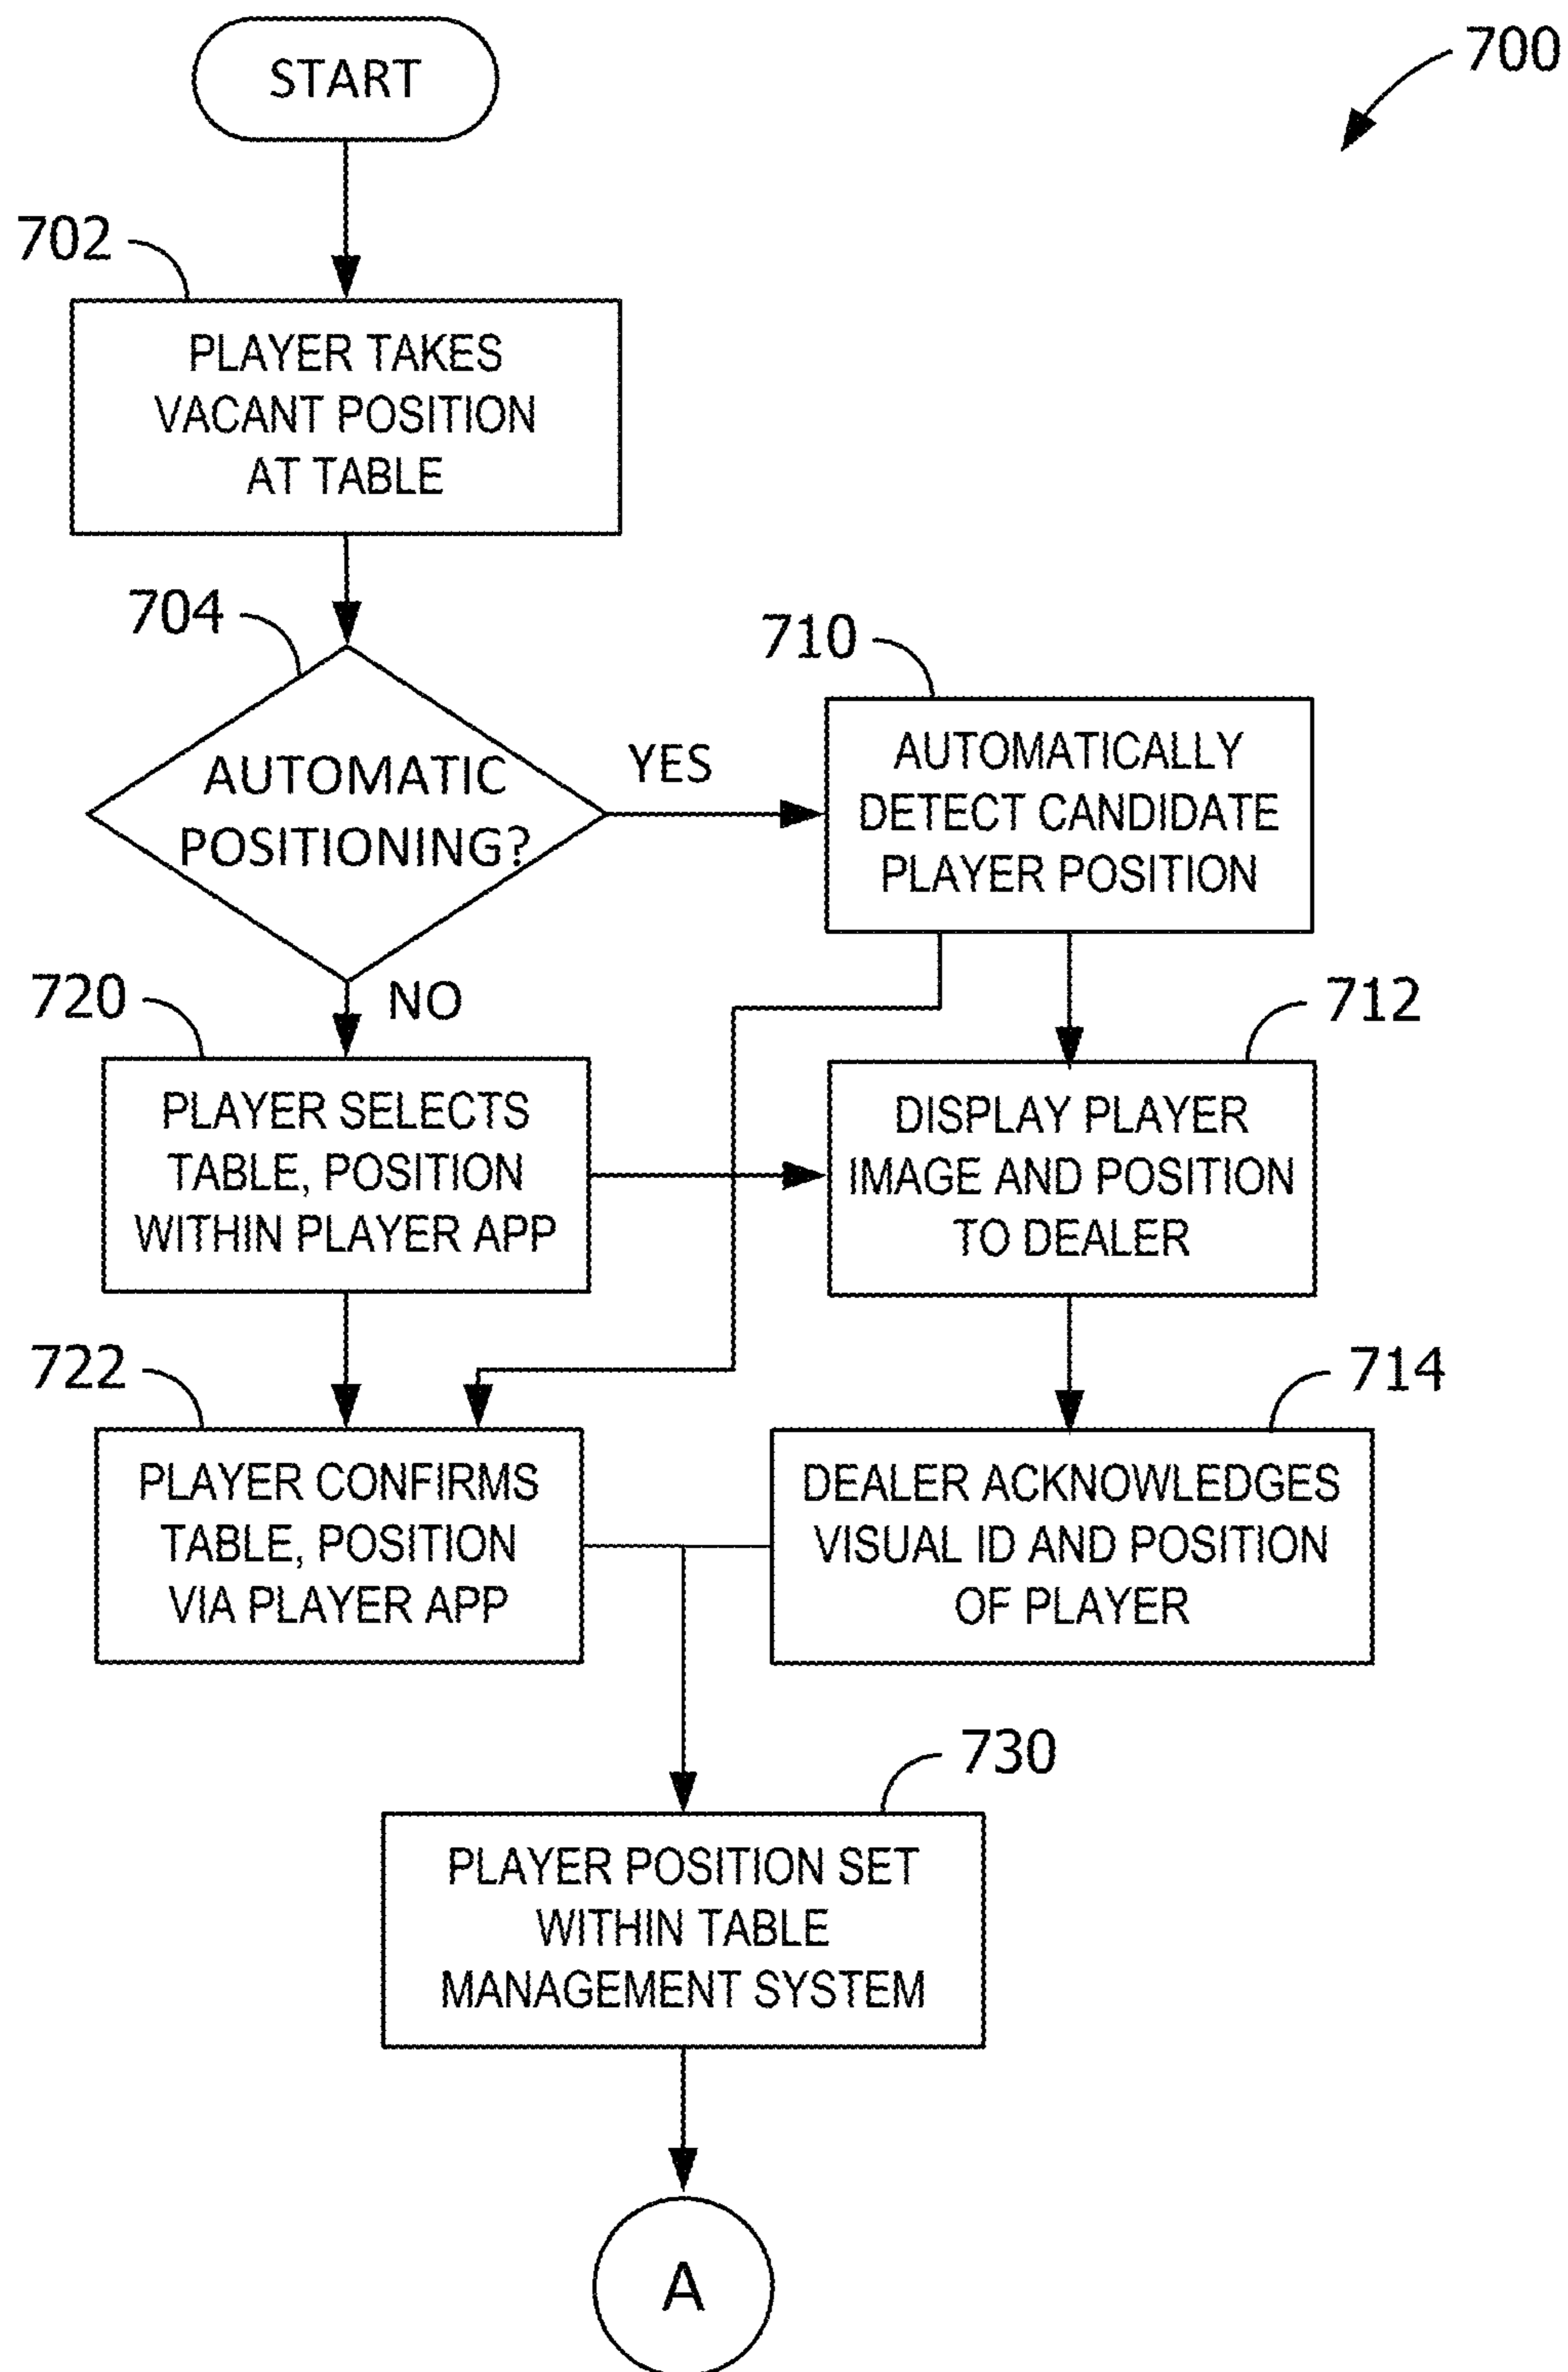 START
700
702
PLAYER TAKES
VACANT POSITION
AT TABLE
704
AUTOMATIC
POSITIONING?
YES
710
AUTOMATICALLY
DETECT CANDIDATE
PLAYER POSITION
NO
720
PLAYER SELECTS
TABLE, POSITION
WITHIN PLAYER APP
712
DISPLAY PLAYER
IMAGE AND POSITION
TO DEALER
722
PLAYER CONFIRMS
TABLE, POSITION
VIA PLAYER APP
714
DEALER ACKNOWLEDGES
VISUAL ID AND POSITION
OF PLAYER
730
PLAYER POSITION SET
WITHIN TABLE
MANAGEMENT SYSTEM
A